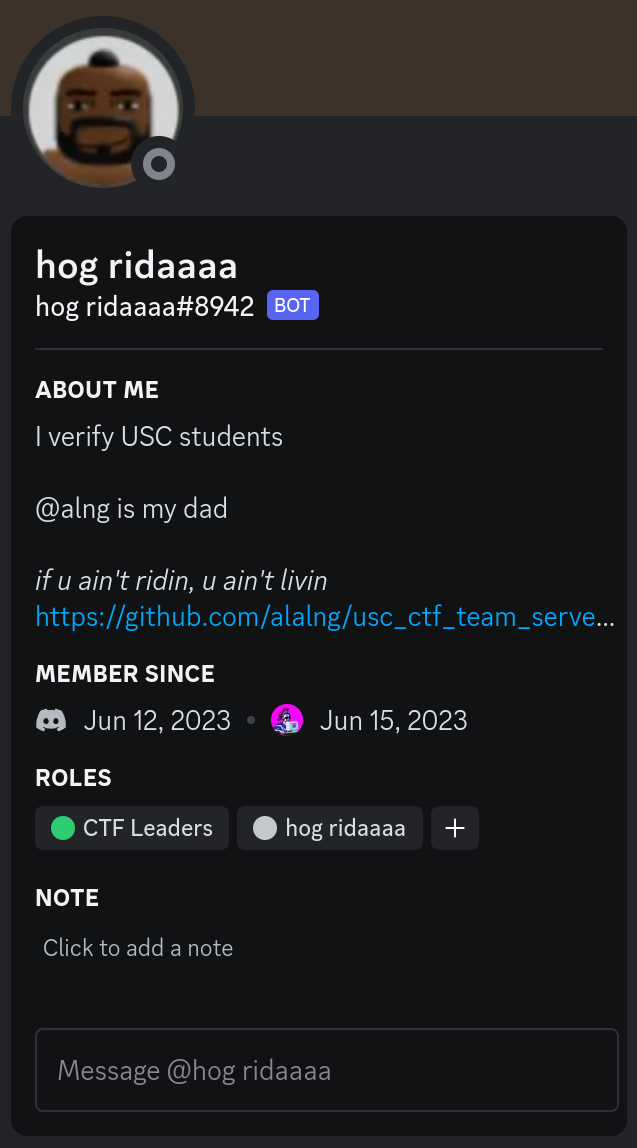 hog ridaaaa
hog ridaaaa#8942 BOT
ABOUT ME
I verify USC students
@alng is my dad
if u ain't ridin, u ain't livin
https://github.com/alalng/usc_ctf_team_serve...
MEMBER SINCE
Jun 12, 2023 • Jun 15, 2023
ROLES
CTF Leaders hog ridaaaa +
NOTE
Click to add a note
Message @hog ridaaaa